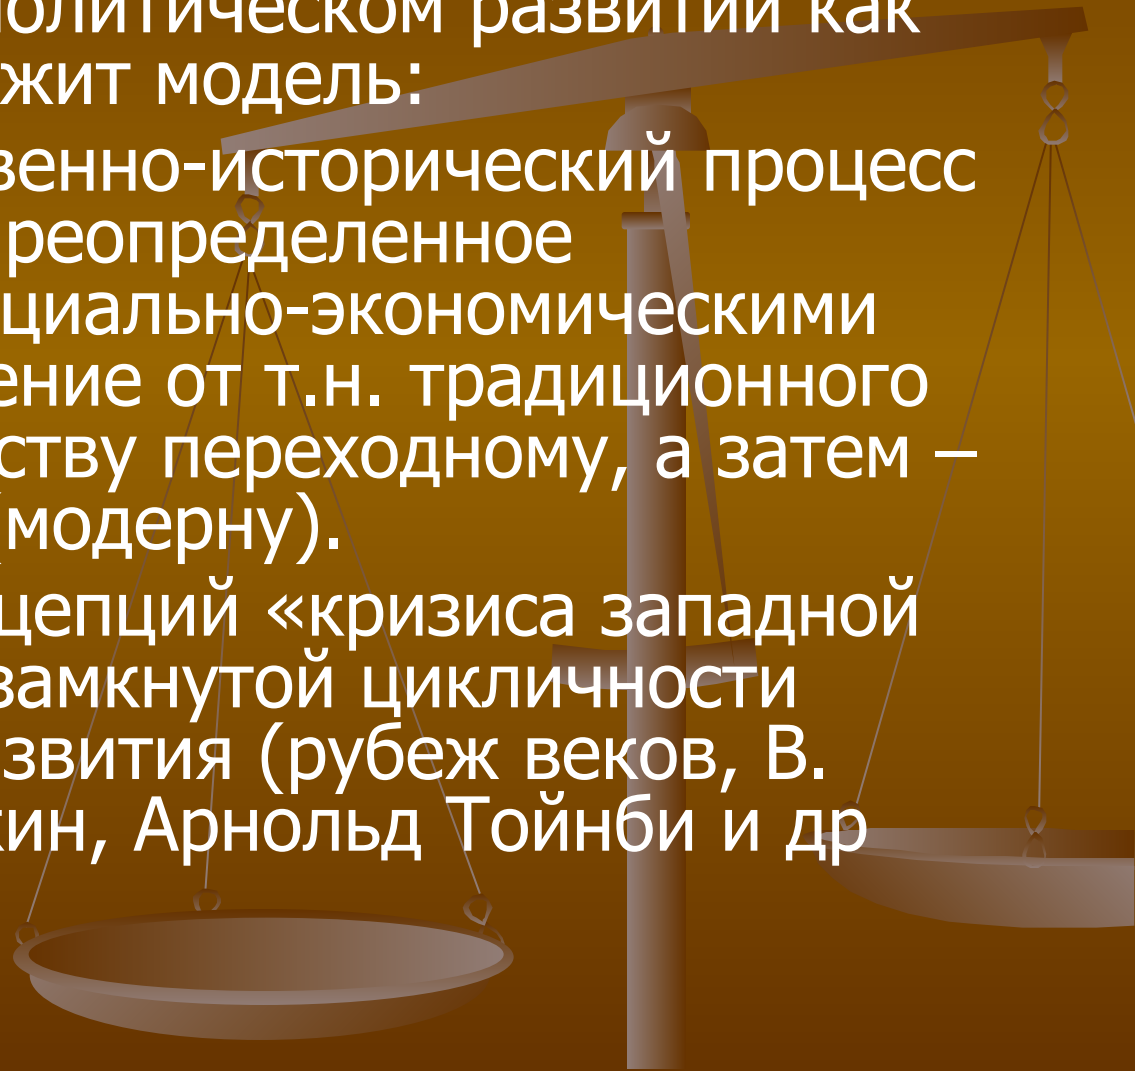 политическом развитии как
жит модель:
венно-исторический процесс
реопределенное
циально-экономическими
ение от т.н. традиционного
ству переходному, а затем –
(модерну).
цепций «кризиса западной
замкнутой цикличности
звития (рубеж веков, В.
кин, Арнольд Тойнби и др